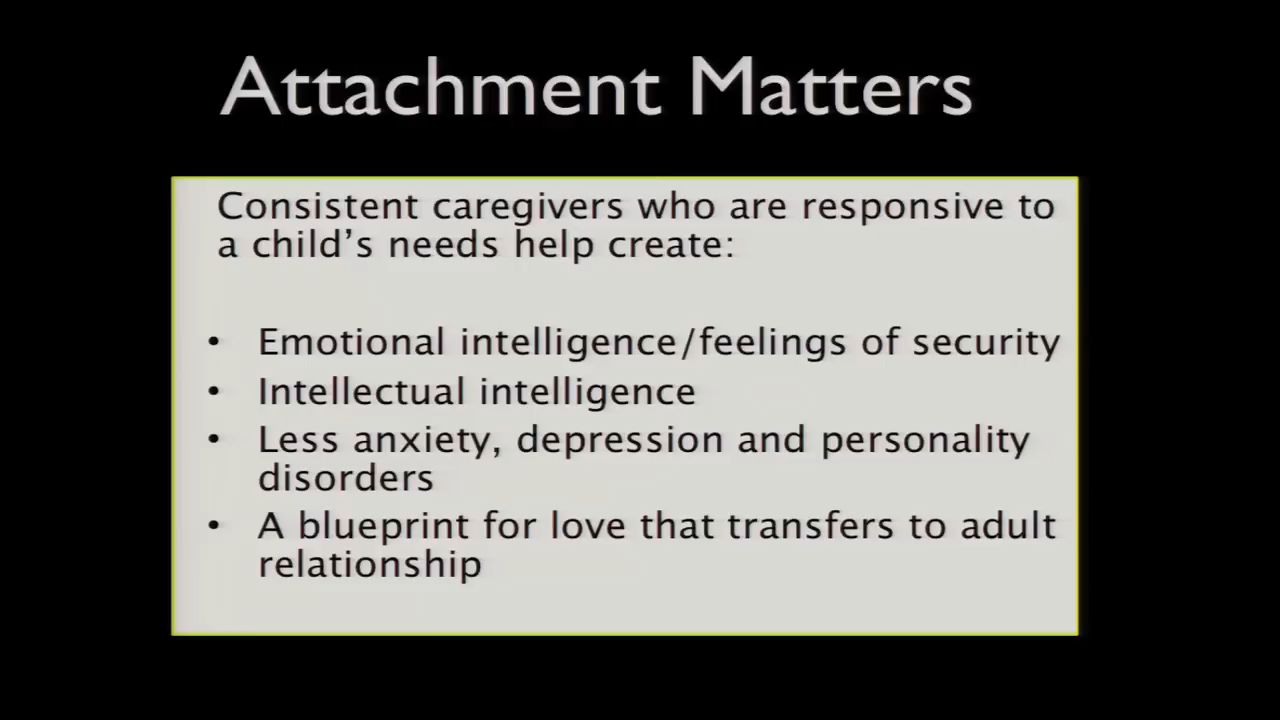 Attachment Matters
Consistent caregivers who are responsive to
a child’s needs help create:
• Emotional intelligence/feelings of security
• Intellectual intelligence
• Less anxiety, depression and personality
disorders
• A blueprint for love that transfers to adult
relationship